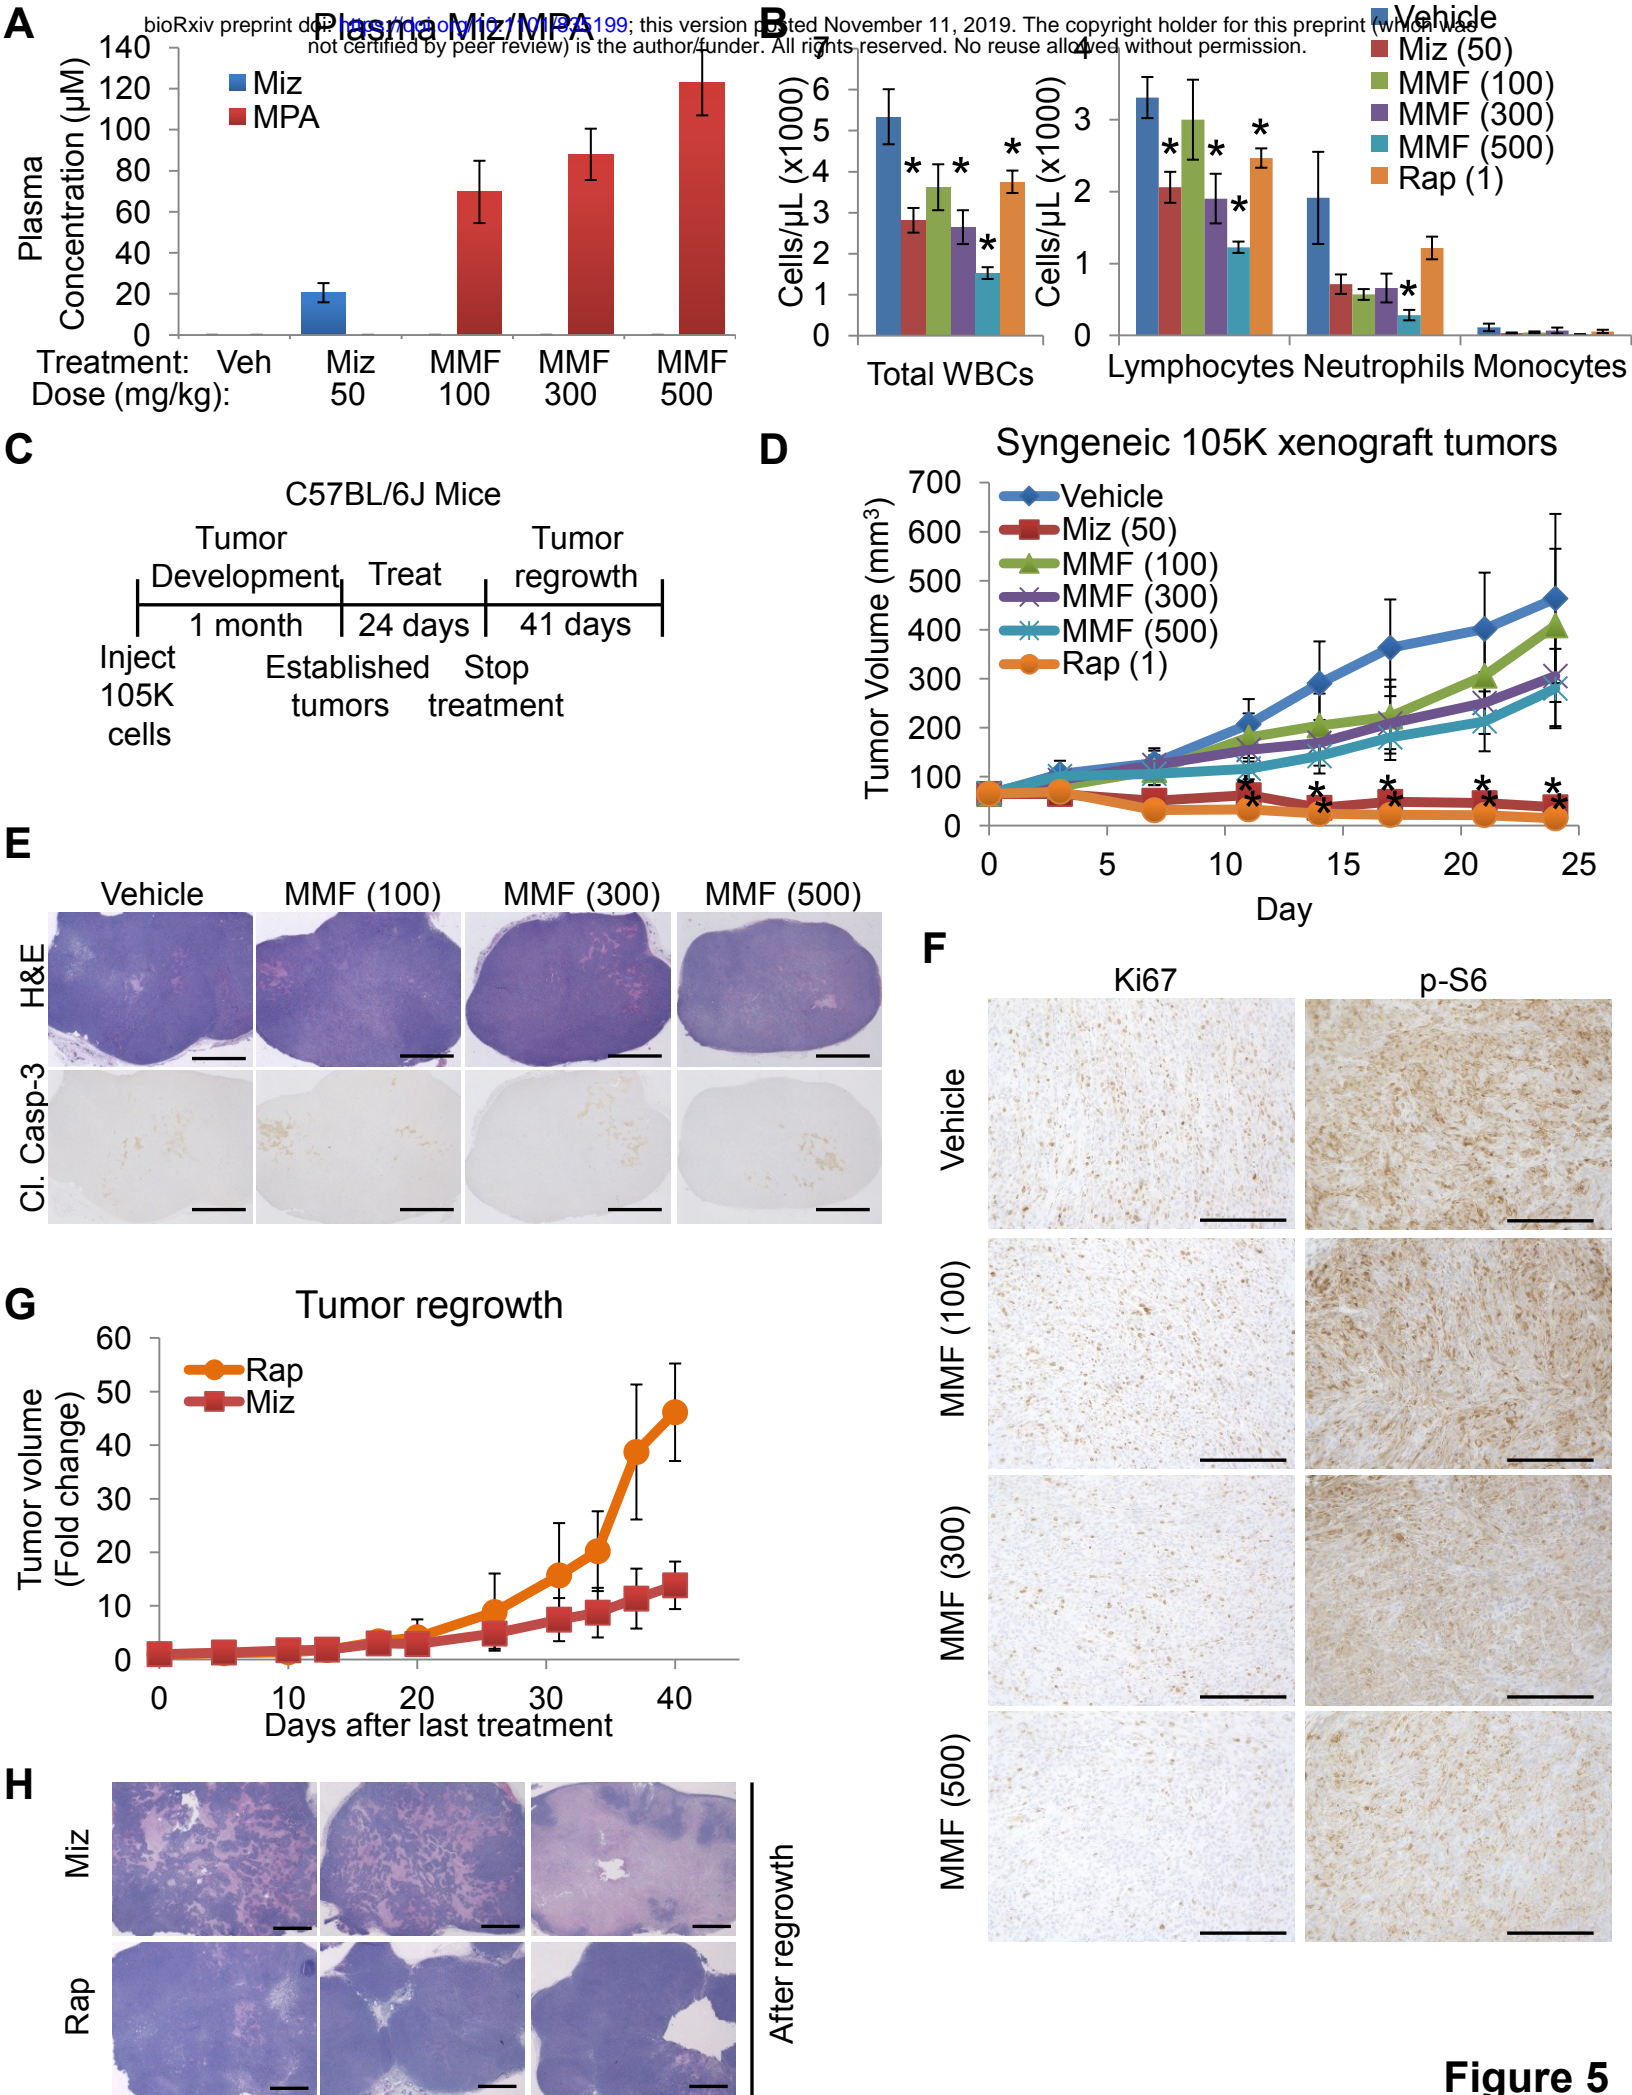 bioRxiv preprint doi: https://doi.org/10.1101/835199; this version posted November 11, 2019. The copyright holder for this preprint (which was
not certified by peer review) is the author/funder. All rights reserved. No reuse allowed without permission.
A
Plasma Miz/MPA
Plasma
Concentration (µM)
140
120
100
80
60
40
20
0
Miz
MPA
Treatment: Veh Miz MMF MMF MMF
Dose (mg/kg): 50 100 300 500
B
Cells/µL (x1000)
7
6
5
4
3
2
1
0
* * * *
Total WBCs
Cells/µL (x1000)
4
3
2
1
0
* * * * *
Lymphocytes Neutrophils Monocytes
Vehicle
Miz (50)
MMF (100)
MMF (300)
MMF (500)
Rap (1)
C
C57BL/6J Mice
Tumor
Development
Treat
Tumor
regrowth
1 month 24 days 41 days
Inject
105K
cells
Established
tumors
Stop
treatment
D
Syngeneic 105K xenograft tumors
Tumor Volume (mm3)
700
600
500
400
300
200
100
0
Vehicle
Miz (50)
MMF (100)
MMF (300)
MMF (500)
Rap (1)
* * * * *
* * * * *
0 5 10 15 20 25
Day
E
Vehicle MMF (100) MMF (300) MMF (500)
H&E
Cl. Casp-3
F
Ki67 p-S6
Vehicle
MMF (100)
MMF (300)
MMF (500)
G
Tumor regrowth
Tumor volume
(Fold change)
60
50
40
30
20
10
0
Rap
Miz
0 10 20 30 40
Days after last treatment
H
Miz
Rap
After regrowth
Figure 5